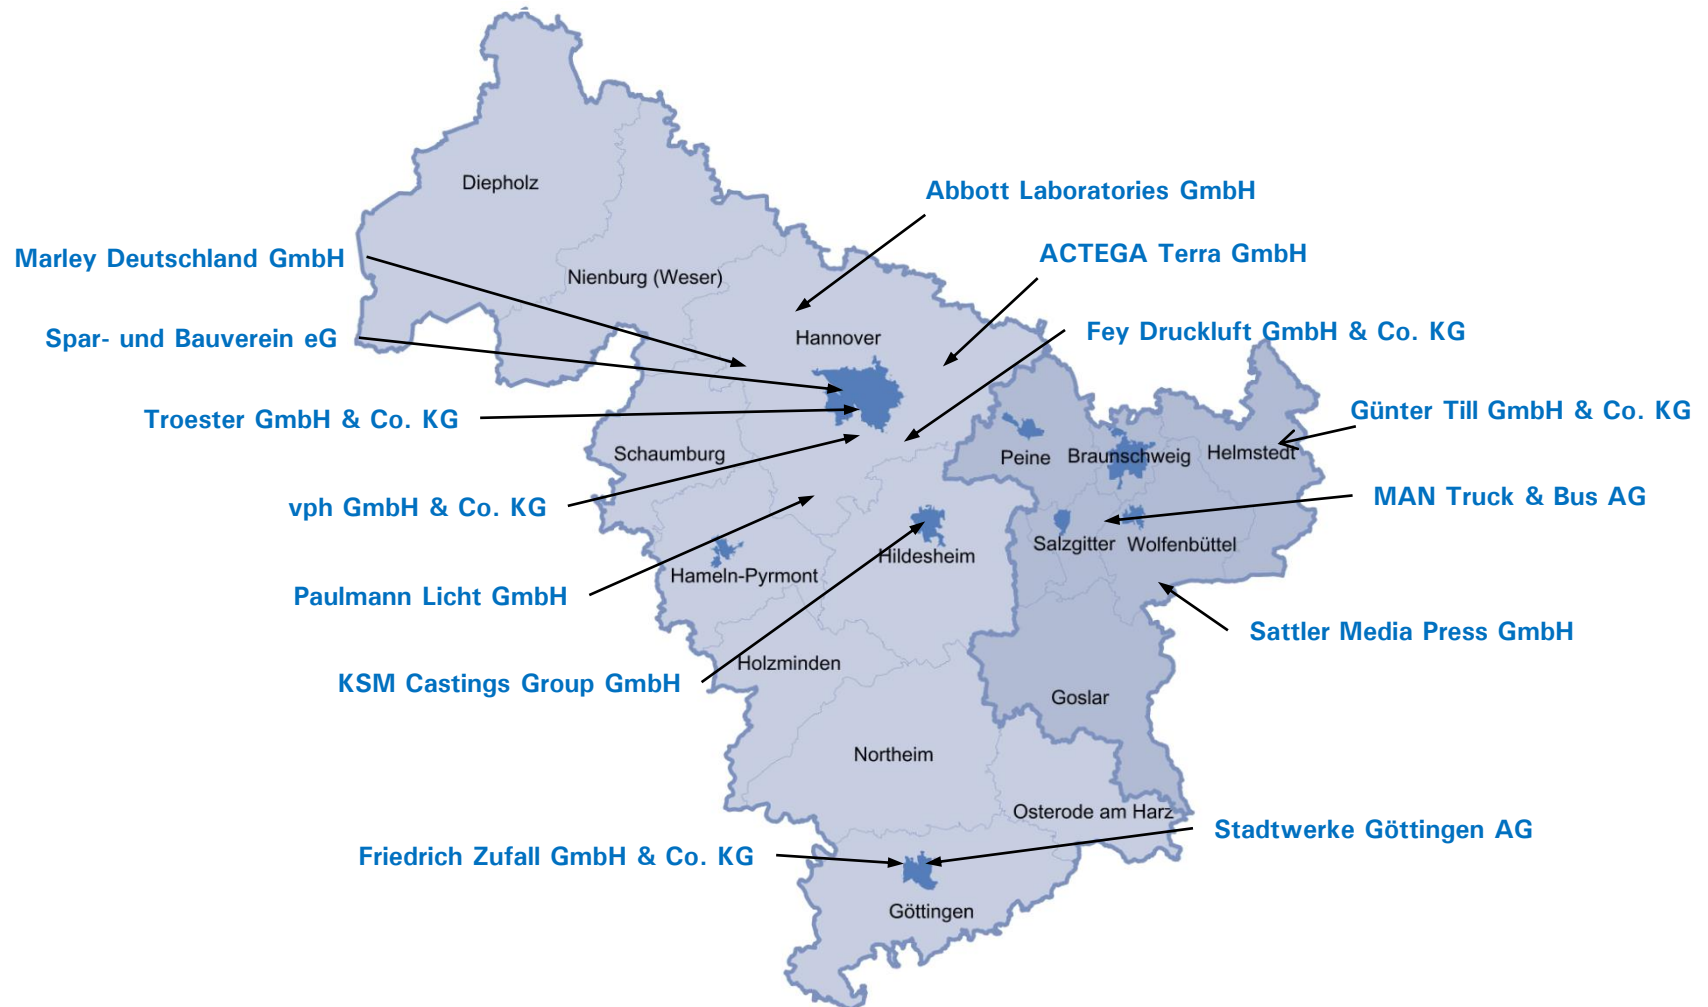 Diepholz
Abbott Laboratories GmbH
Marley Deutschland GmbH
ACTEGA Terra GmbH
Nienburg (Weser)
Spar- und Bauverein eG
Hannover
Fey Druckluft GmbH & Co. KG
Troester GmbH & Co. KG
Günter Till GmbH & Co. KG
Schaumburg
Peine
Braunschweig
Helmstedt
vph GmbH & Co. KG
MAN Truck & Bus AG
Salzgitter
Wolfenbüttel
Hildesheim
Hameln-Pyrmont
Paulmann Licht GmbH
Sattler Media Press GmbH
Holzminden
KSM Castings Group GmbH
Goslar
Northeim
Osterode am Harz
Stadtwerke Göttingen AG
Friedrich Zufall GmbH & Co. KG
Göttingen